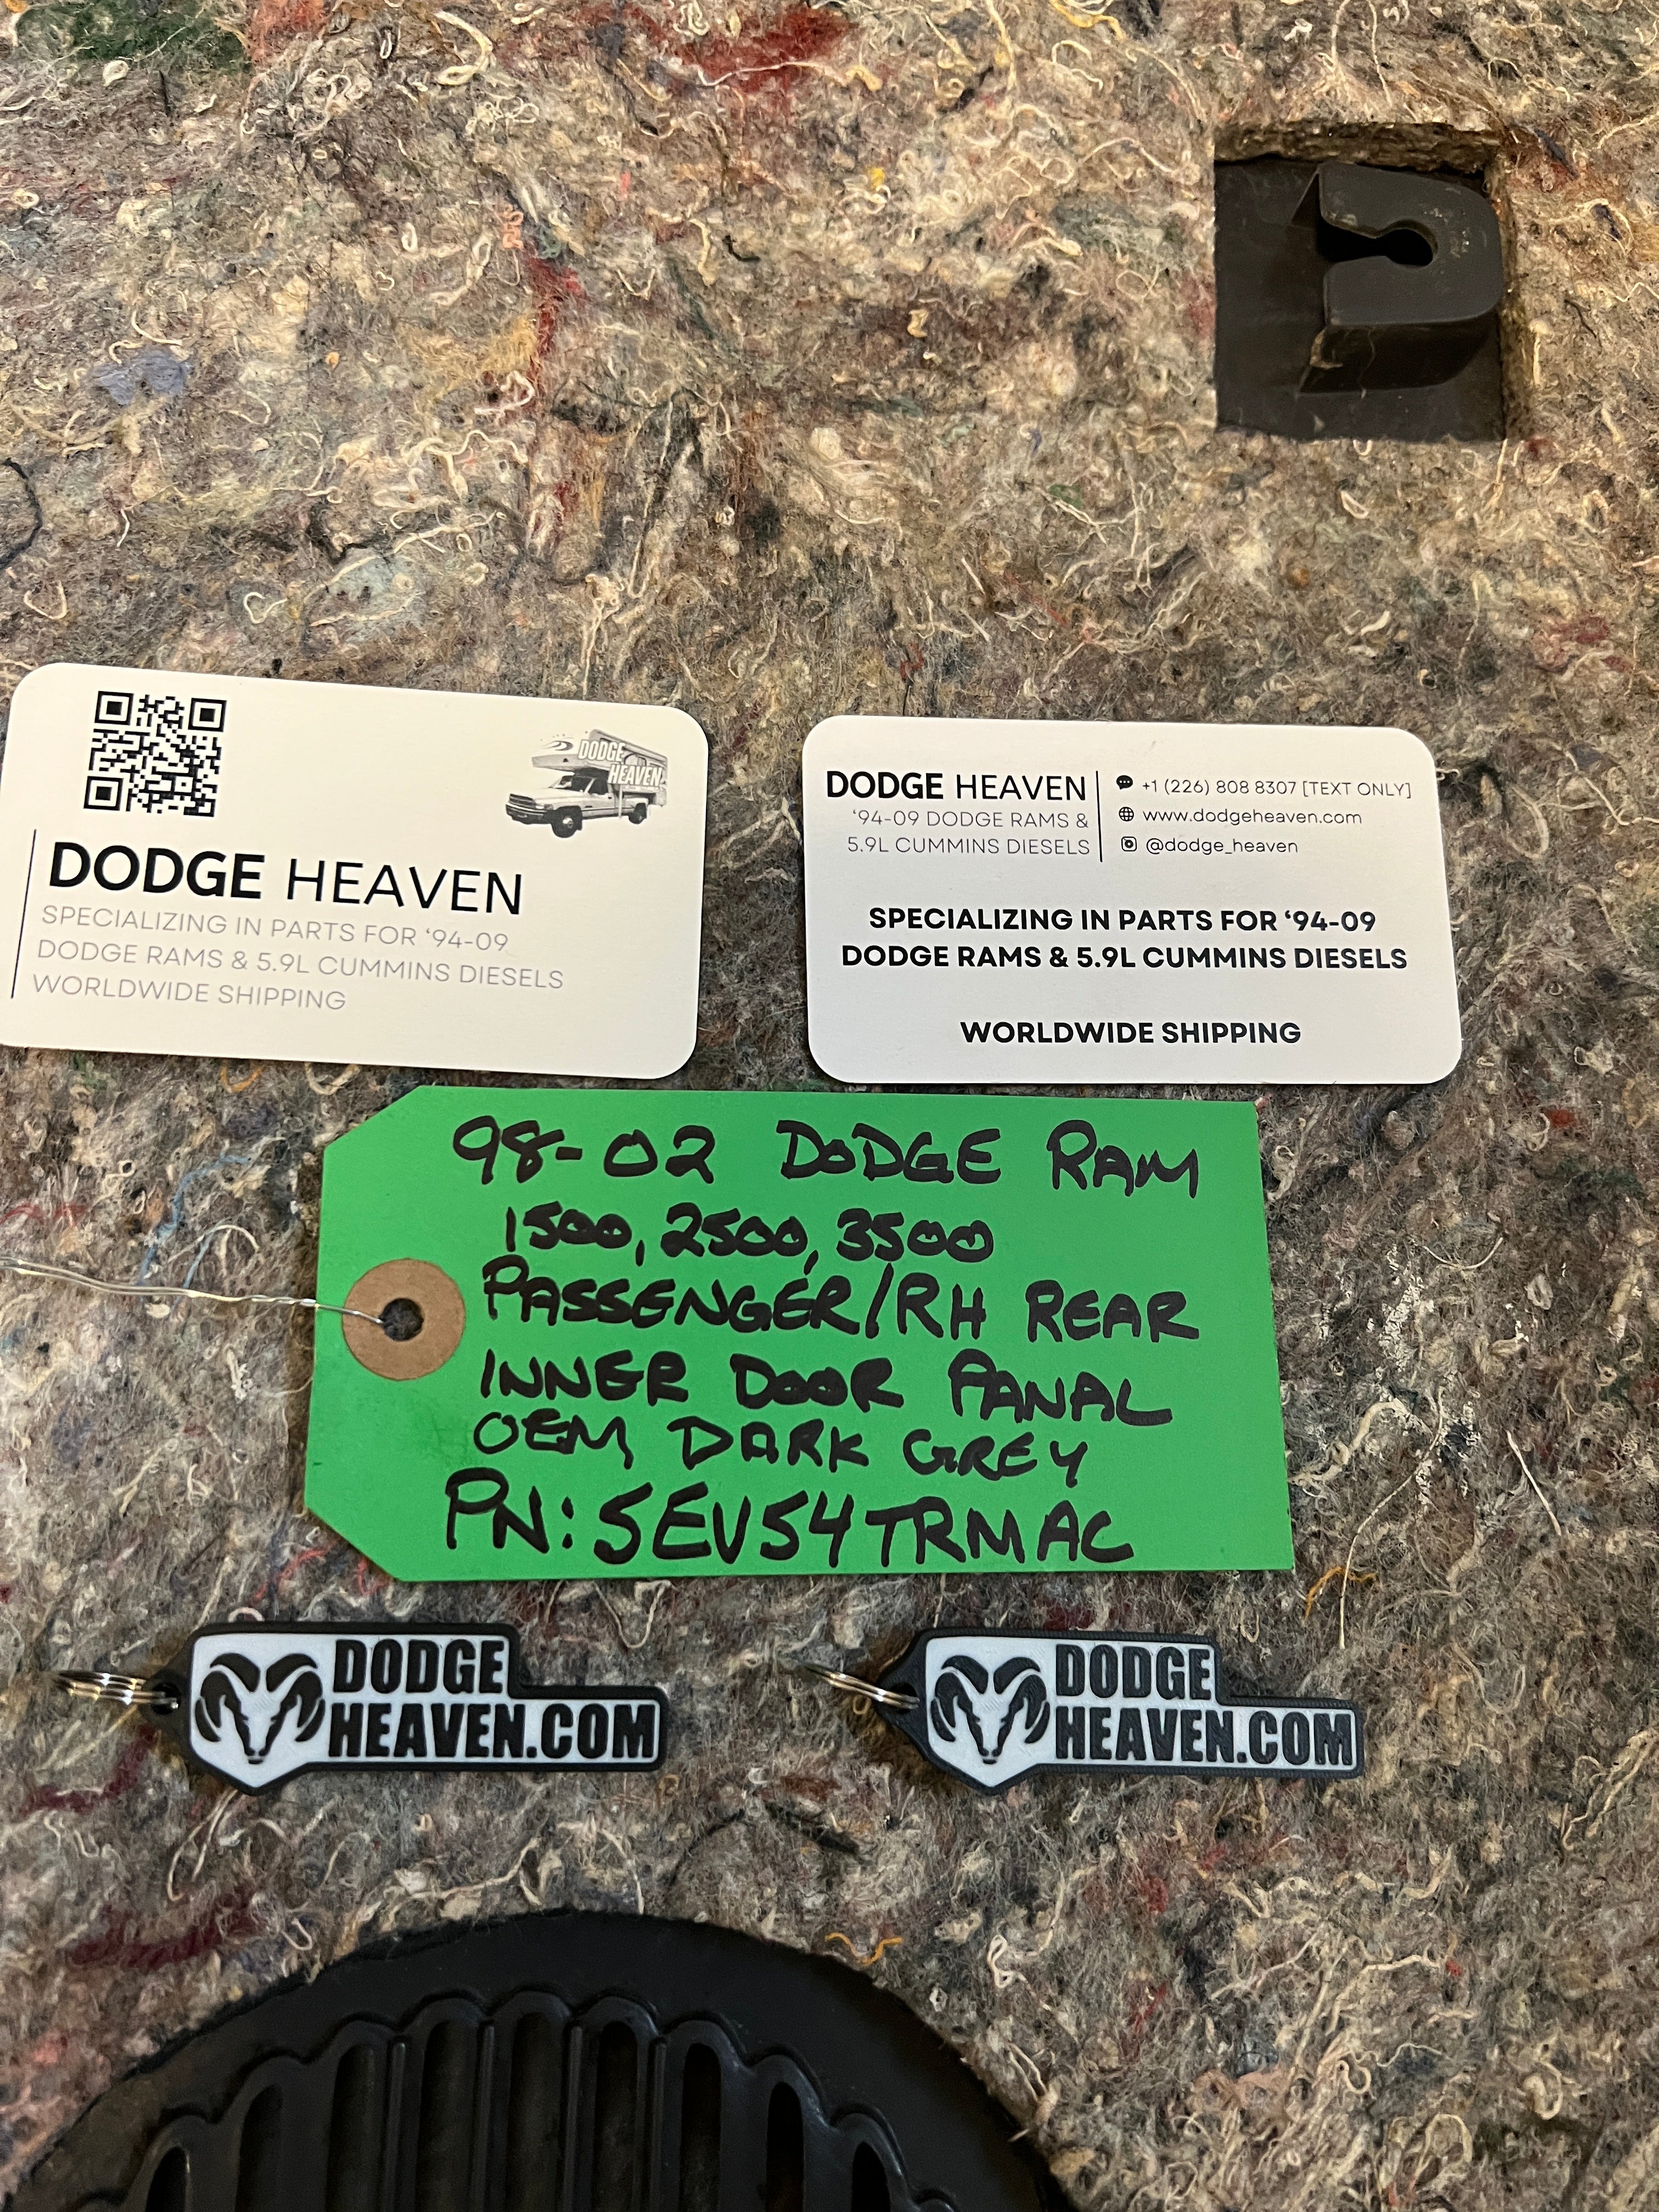 DODGE
HEAVEN
DODGE HEAVEN
SPECIALIZING IN PARTS FOR ‘94-09
DODGE RAMS & 5.9L CUMMINS DIESELS
WORLDWIDE SHIPPING
DODGE HEAVEN
‘94-09 DODGE RAMS &
5.9L CUMMINS DIESELS
+1 (226) 808 8307 [TEXT ONLY]
www.dodgeheaven.com
@dodge_heaven
SPECIALIZING IN PARTS FOR ‘94-09
DODGE RAMS & 5.9L CUMMINS DIESELS
WORLDWIDE SHIPPING
98-02 DODGE RAM
1500, 2500, 3500
PASSENGER/RH REAR
INNER DOOR PANAL
OEM DARK GREY
PN: 5EV54TRMAC
DODGE
HEAVEN.COM
DODGE
HEAVEN.COM